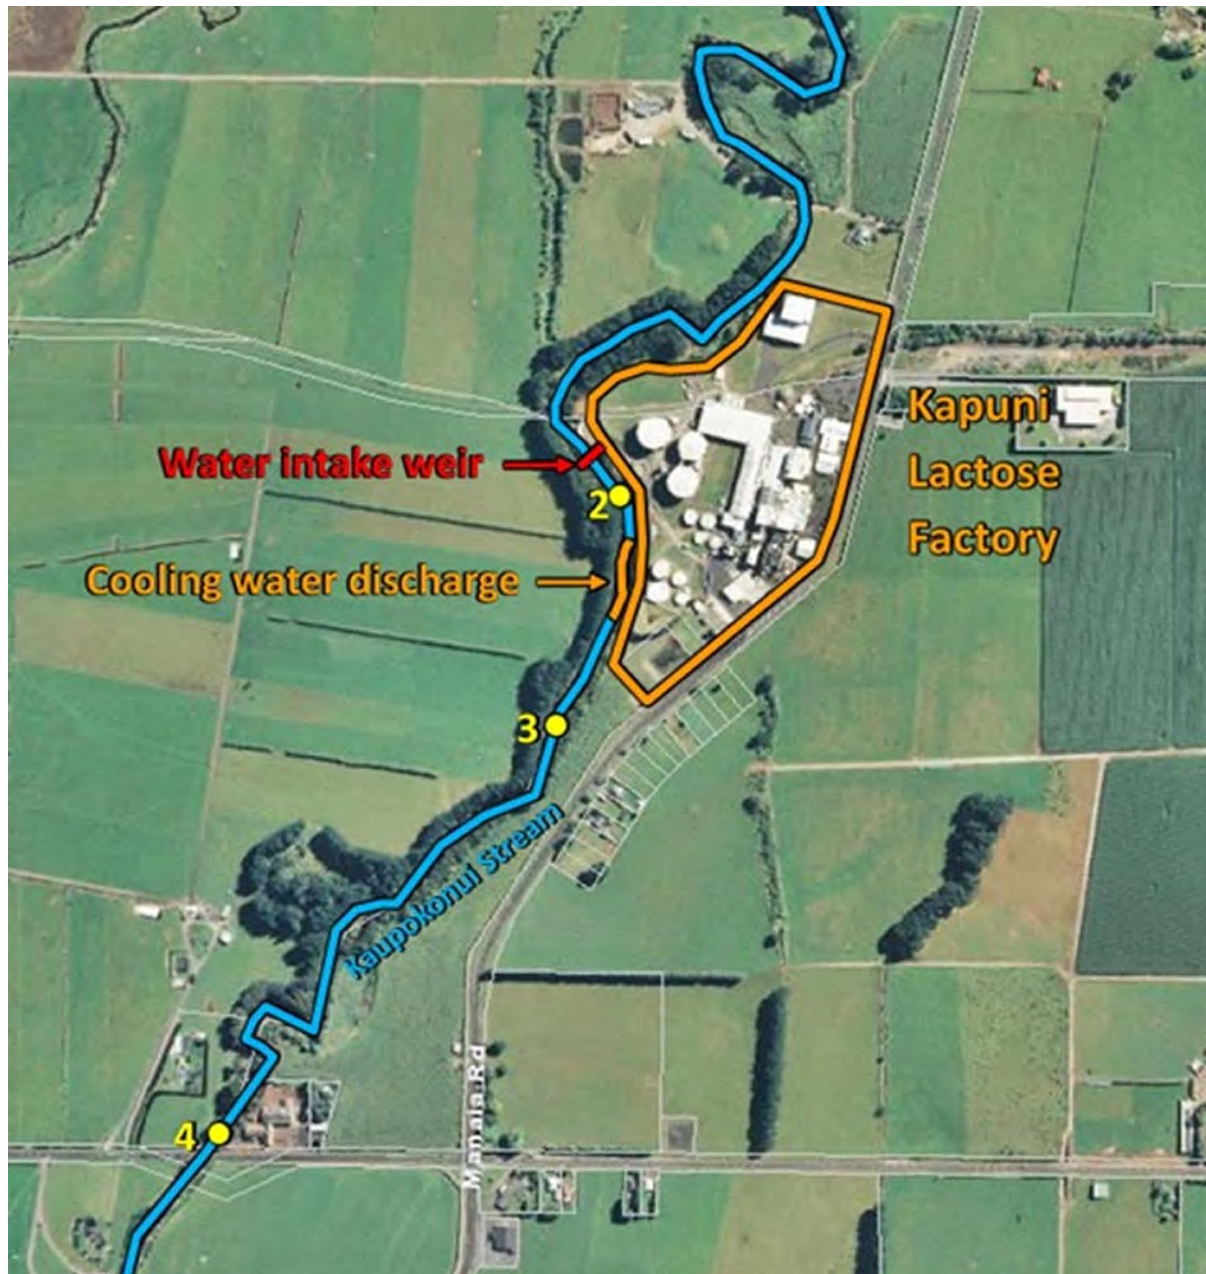 Kapuni
Lactose
Factory
Water intake weir
2
Cooling water discharge
3
Kaupokonui Stream
Manaia Rd
4